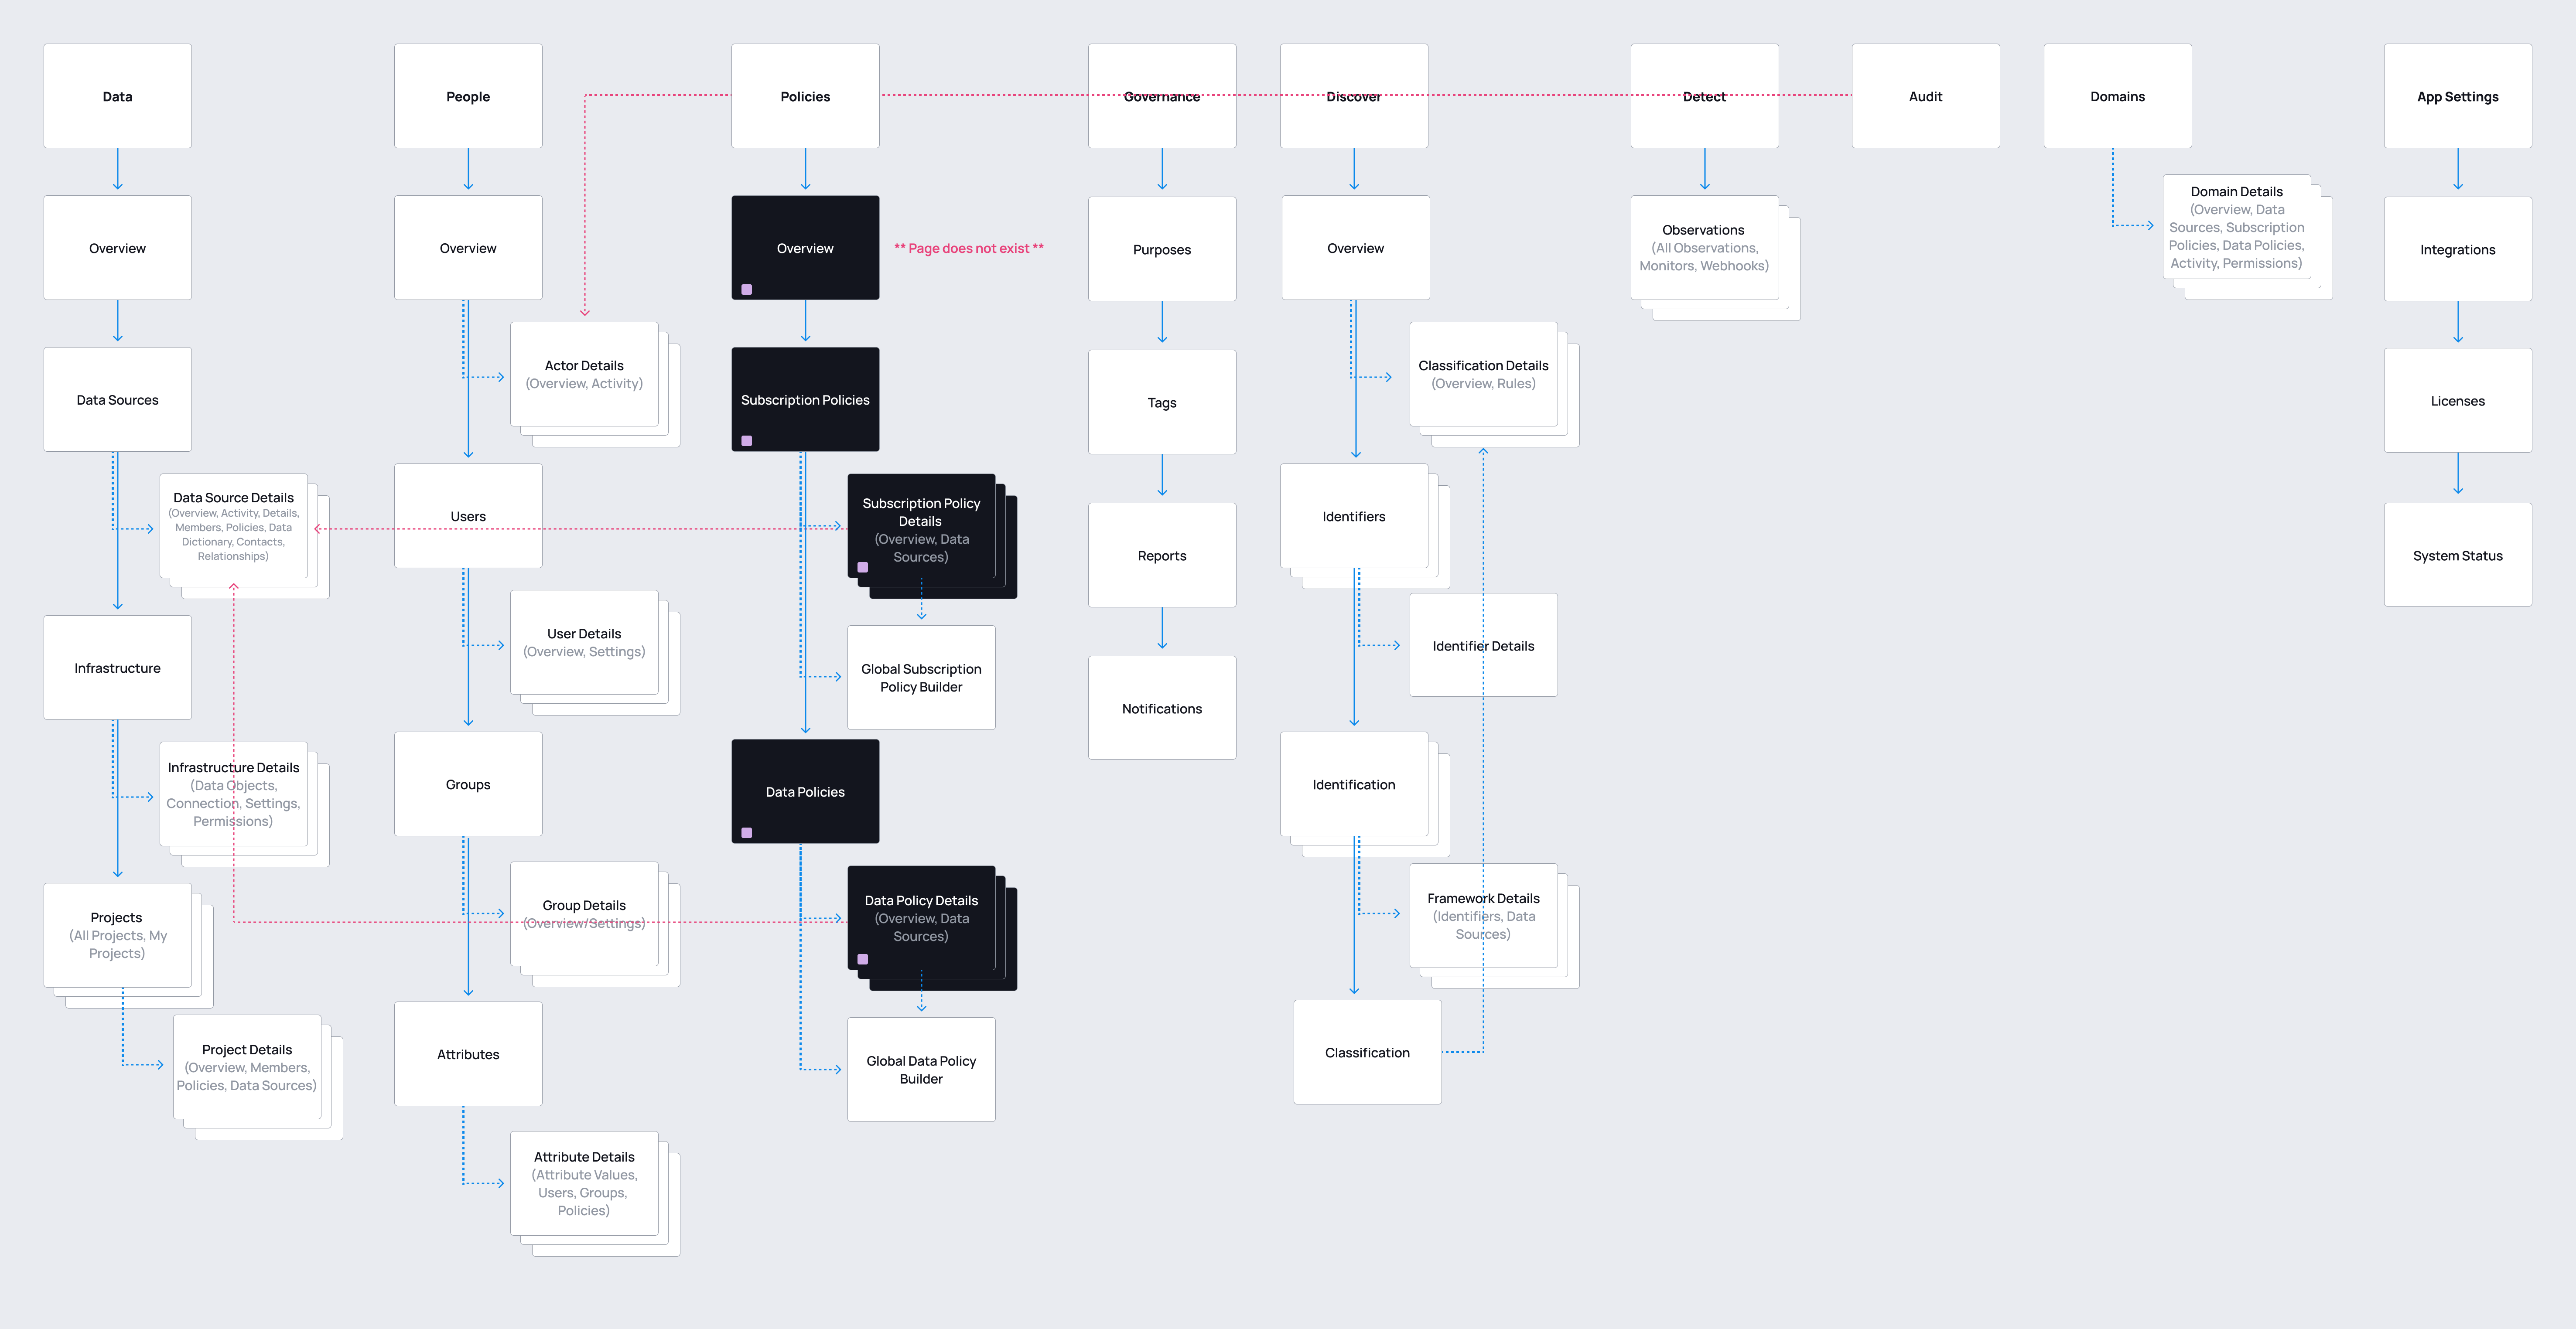 Data
People
Policies
Governance
Discover
Detect
Audit
Domains
App Settings
Overview
Data Sources
Data Source Details
(Overview, Activity, Details,
Members, Policies, Data
Dictionary, Contacts,
Relationships)
Infrastructure
Infrastructure Details
(Data Objects,
Connection, Settings,
Permissions)
Projects
(All Projects, My
Projects)
Project Details
(Overview, Members,
Policies, Data Sources)
Overview
Actor Details
(Overview, Activity)
Users
User Details
(Overview, Settings)
Groups
Group Details
(Overview/Settings)
Attributes
Attribute Details
(Attribute Values,
Users, Groups,
Policies)
Overview
** Page does not exist **
Subscription Policies
Subscription Policy
Details
(Overview, Data
Sources)
Global Subscription
Policy Builder
Data Policies
Data Policy Details
(Overview, Data
Sources)
Global Data Policy
Builder
Purposes
Tags
Reports
Notifications
Overview
Classification Details
(Overview, Rules)
Identifiers
Identifier Details
Identification
Framework Details
(Identifiers, Data
Sources)
Classification
Observations
(All Observations,
Monitors, Webhooks)
Domain Details
(Overview, Data
Sources, Subscription
Policies, Data Policies,
Activity, Permissions)
Integrations
Licenses
System Status